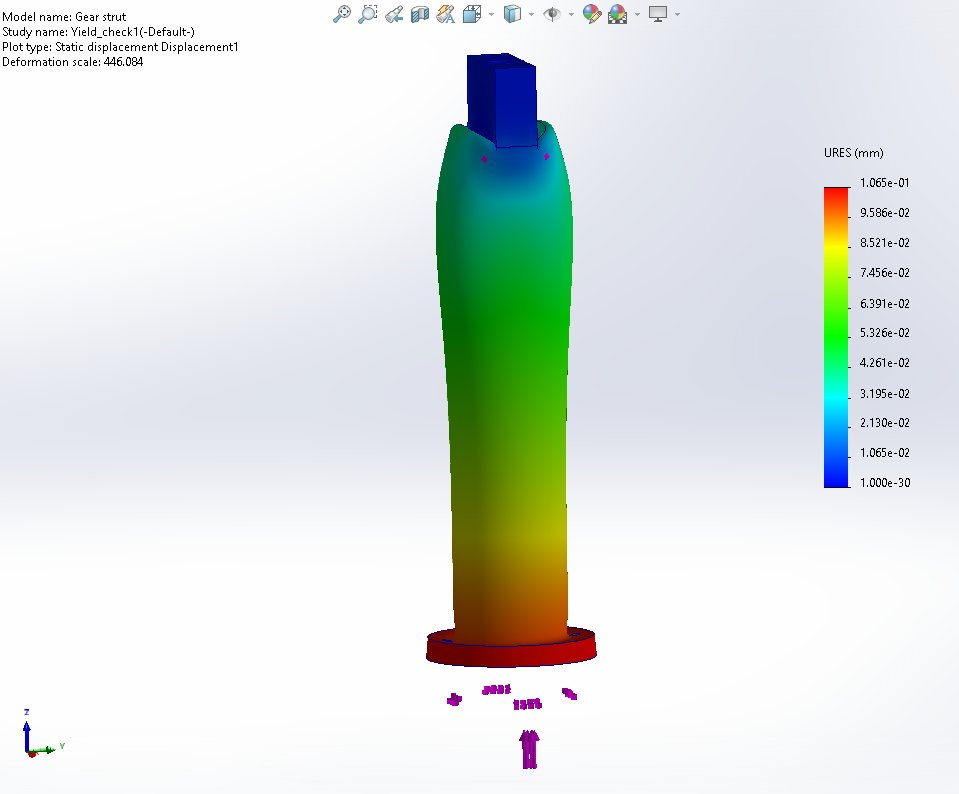 Model name: Gear strut
Study name: Yield_check1(-Default-)
Plot type: Static displacement Displacement1
Deformation scale: 446.084
URES (mm)
1.065e-01
9.586e-02
8.521e-02
7.456e-02
6.391e-02
5.326e-02
4.261e-02
3.195e-02
2.130e-02
1.065e-02
1.000e-30
Z
Y